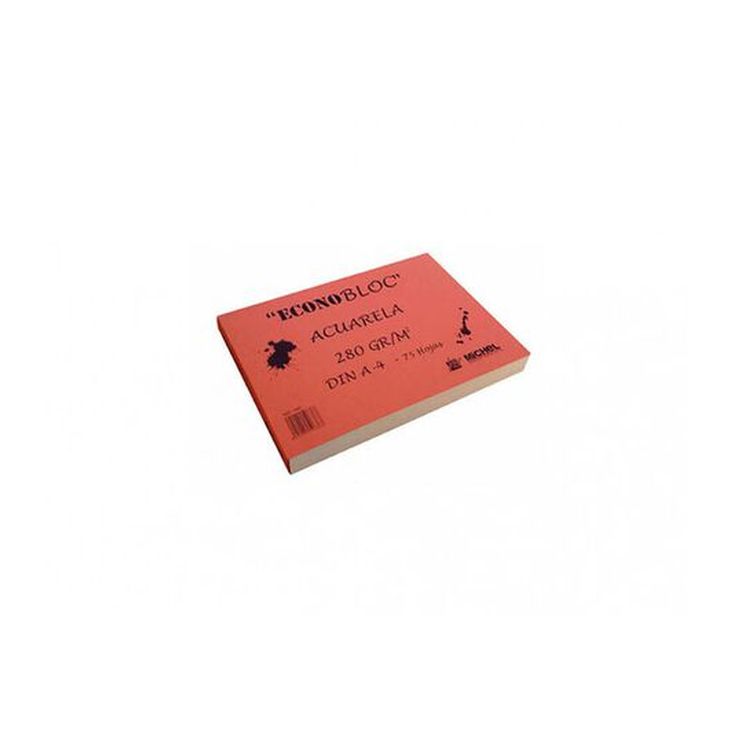 "ECONOBLOC"
ACUARELA
280 GR/M²
DIN A-4 - 75 Hojas
MICHEL